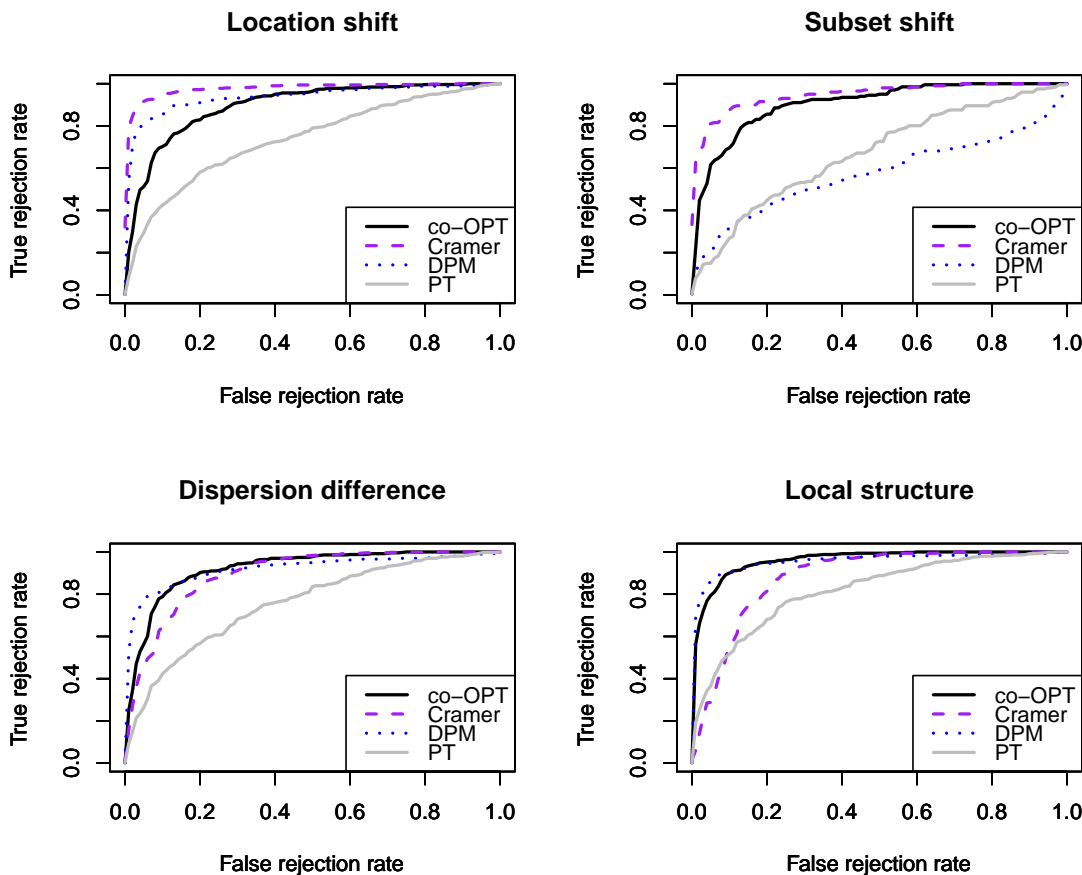 Location shift
True rejection rate
0.0 0.4 0.8
co−OPT
Cramer
DPM
PT
0.0 0.2 0.4 0.6 0.8 1.0
False rejection rate
Subset shift
True rejection rate
0.0 0.4 0.8
co−OPT
Cramer
DPM
PT
0.0 0.2 0.4 0.6 0.8 1.0
False rejection rate
Dispersion difference
True rejection rate
0.0 0.4 0.8
co−OPT
Cramer
DPM
PT
0.0 0.2 0.4 0.6 0.8 1.0
False rejection rate
Local structure
True rejection rate
0.0 0.4 0.8
co−OPT
Cramer
DPM
PT
0.0 0.2 0.4 0.6 0.8 1.0
False rejection rate